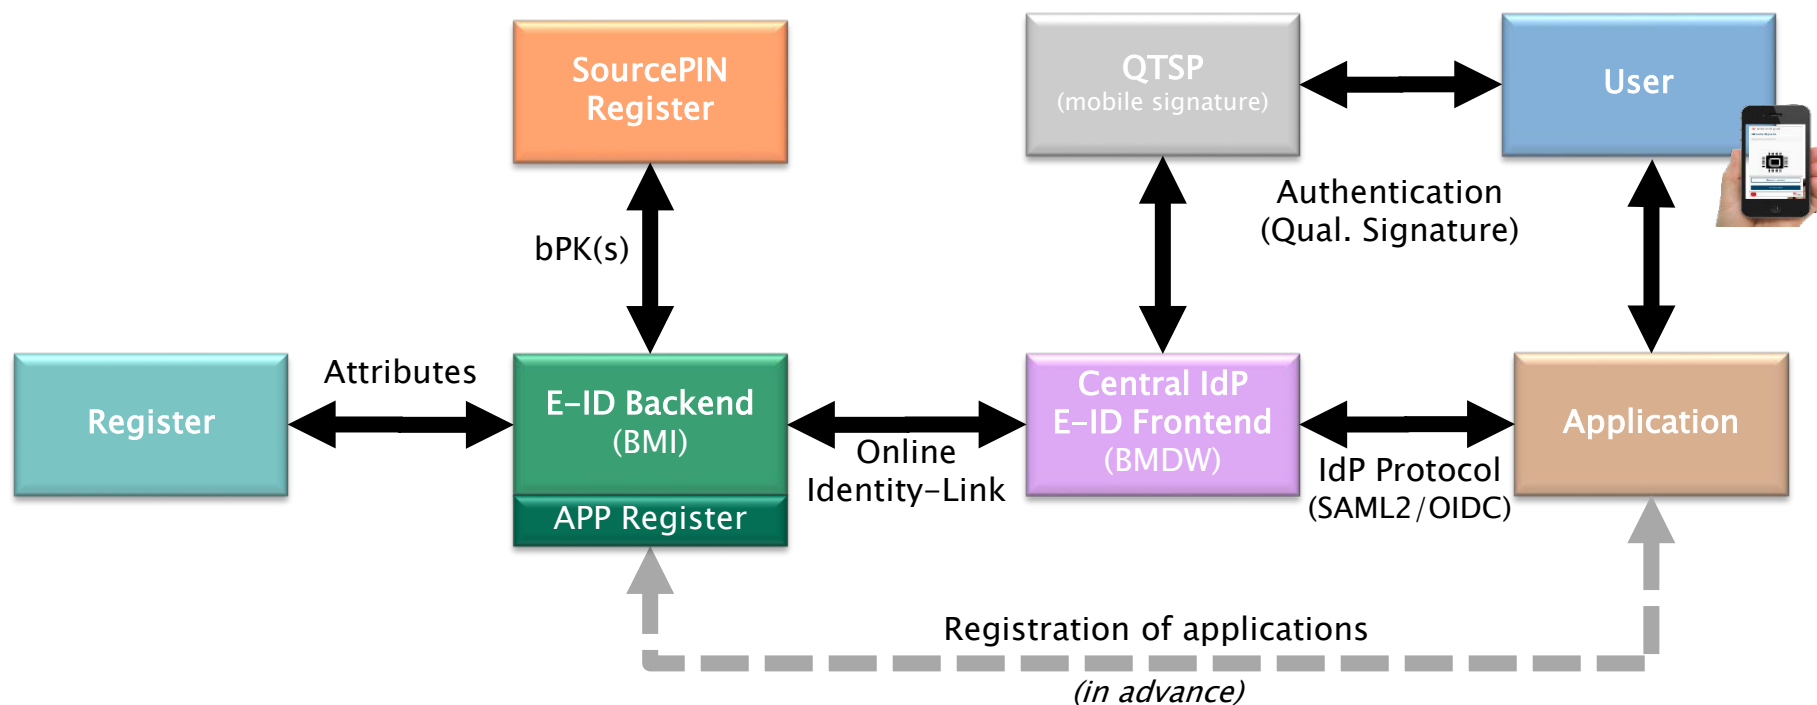 SourcePIN
Register
QTSP
(mobile signature)
User
Authentication
(Qual. Signature)
bPK(s)
Attributes
Register
E-ID Backend
(BMI)
APP Register
Online
Identity-Link
Central IdP
E-ID Frontend
(BMDW)
IdP Protocol
(SAML2/OIDC)
Application
Registration of applications
(in advance)